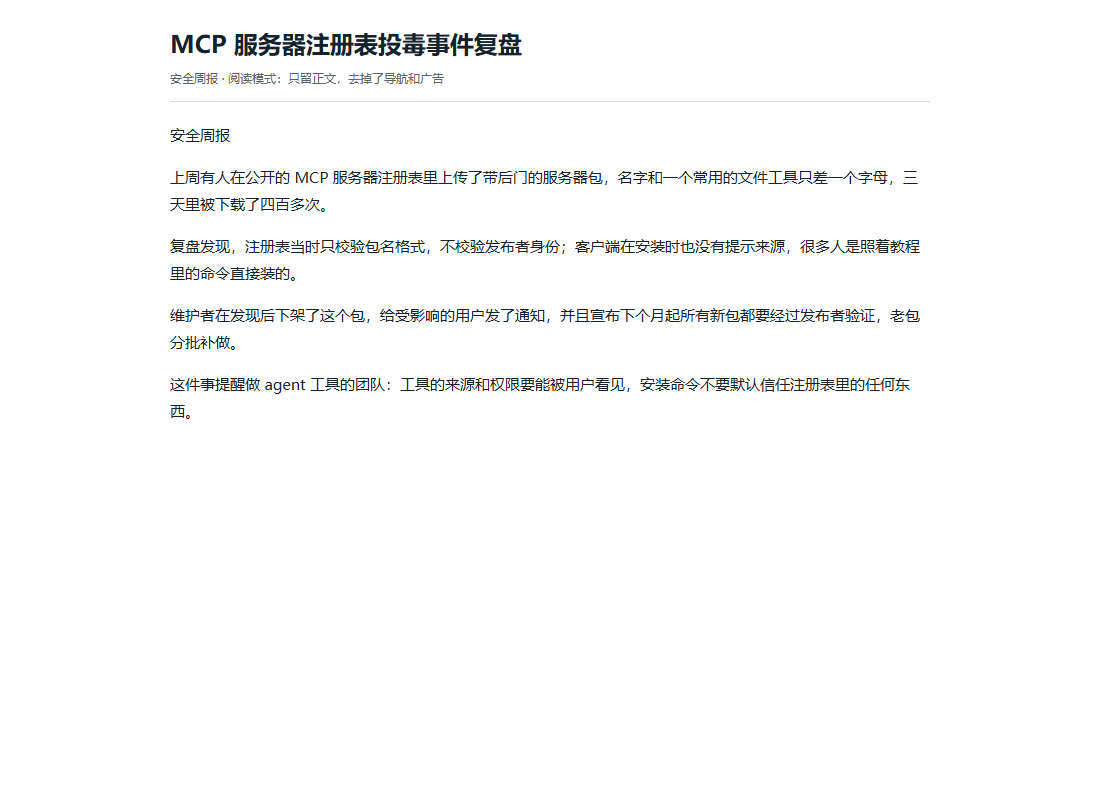 MCP 服务器注册表投毒事件复盘
安全周报 · 阅读模式：只留正文，去掉了导航和广告
安全周报
上周有人在公开的 MCP 服务器注册表里上传了带后门的服务器包，名字和一个常用的文件工具只差一个字母，三
天里被下载了四百多次。
复盘发现，注册表当时只校验包名格式，不校验发布者身份；客户端在安装时也没有提示来源，很多人是照着教程
里的命令直接装的。
维护者在发现后下架了这个包，给受影响的用户发了通知，并且宣布下个月起所有新包都要经过发布者验证，老包
分批补做。
这件事提醒做 agent 工具的团队：工具的来源和权限要能被用户看见，安装命令不要默认信任注册表里的任何东
西。